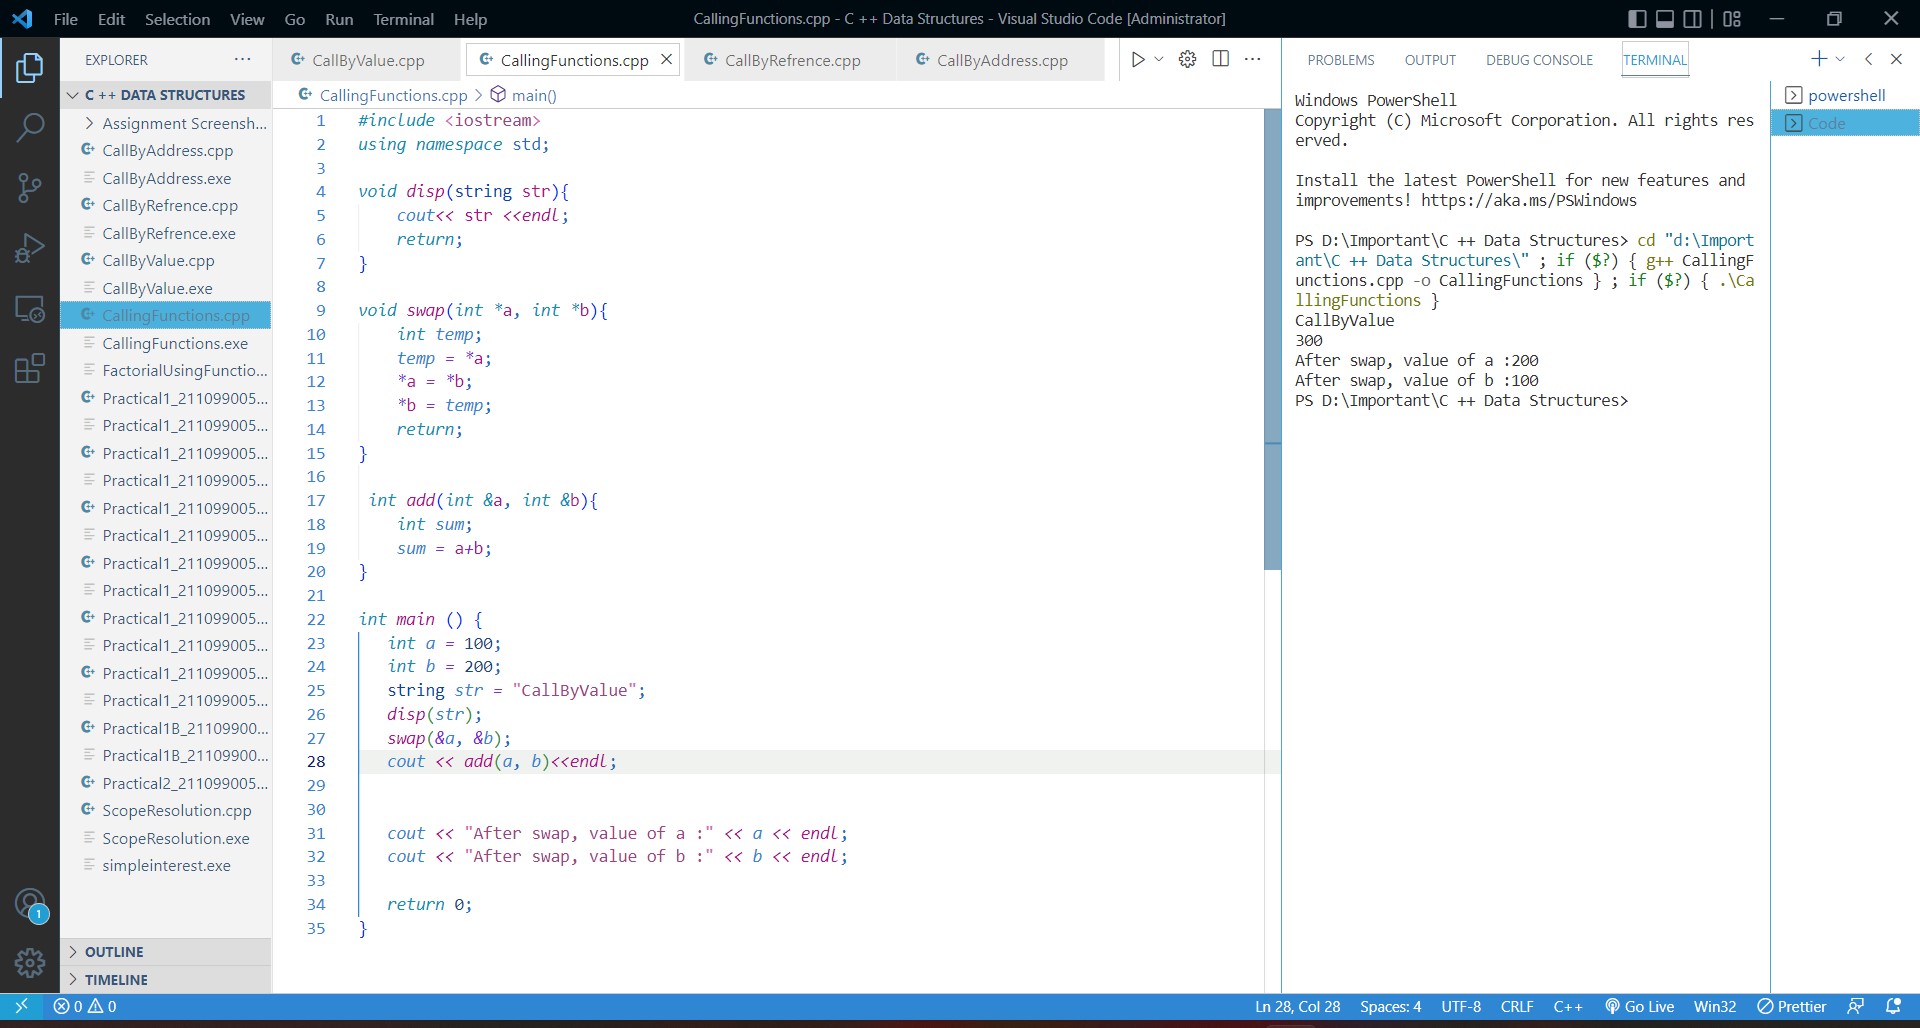 File Edit Selection View Go Run Terminal Help
CallingFunctions.cpp - C ++ Data Structures - Visual Studio Code [Administrator]
EXPLORER ···
C ++ DATA STRUCTURES
Assignment Screensh...
CallByAddress.cpp
CallByAddress.exe
CallByRefrence.cpp
CallByRefrence.exe
CallByValue.cpp
CallByValue.exe
CallingFunctions.cpp
CallingFunctions.exe
FactorialUsingFunctio...
Practical1_211099005...
Practical1_211099005...
Practical1_211099005...
Practical1_211099005...
Practical1_211099005...
Practical1_211099005...
Practical1_211099005...
Practical1_211099005...
Practical1_211099005...
Practical1_211099005...
Practical1_211099005...
Practical1_211099005...
Practical1B_21109900...
Practical1B_21109900...
Practical2_211099005...
ScopeResolution.cpp
ScopeResolution.exe
simpleinterest.exe
OUTLINE
TIMELINE
CallByValue.cpp CallingFunctions.cpp CallByRefrence.cpp CallByAddress.cpp
CallingFunctions.cpp > main()
1 #include <iostream>
2 using namespace std;
3
4 void disp(string str){
5     cout<< str <<endl;
6     return;
7 }
8
9 void swap(int *a, int *b){
10     int temp;
11     temp = *a;
12     *a = *b;
13     *b = temp;
14     return;
15 }
16
17  int add(int &a, int &b){
18     int sum;
19     sum = a+b;
20 }
21
22 int main () {
23    int a = 100;
24    int b = 200;
25    string str = "CallByValue";
26    disp(str);
27    swap(&a, &b);
28    cout << add(a, b)<<endl;
29
30
31    cout << "After swap, value of a :" << a << endl;
32    cout << "After swap, value of b :" << b << endl;
33
34    return 0;
35 }
PROBLEMS OUTPUT DEBUG CONSOLE TERMINAL
Windows PowerShell
Copyright (C) Microsoft Corporation. All rights res
erved.
Install the latest PowerShell for new features and
improvements! https://aka.ms/PSWindows
PS D:\Important\C ++ Data Structures> cd "d:\Import
ant\C ++ Data Structures\" ; if ($?) { g++ CallingF
unctions.cpp -o CallingFunctions } ; if ($?) { .\Ca
llingFunctions }
CallByValue
300
After swap, value of a :200
After swap, value of b :100
PS D:\Important\C ++ Data Structures>
powershell
Code
1
0 0
Ln 28, Col 28 Spaces: 4 UTF-8 CRLF C++ Go Live Win32 Prettier